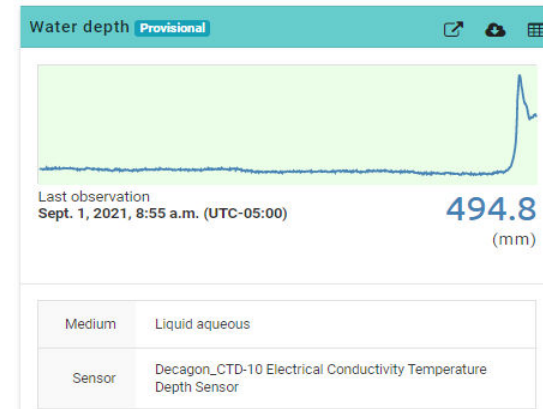 Water depth Provisional
Last observation
Sept. 1, 2021, 8:55 a.m. (UTC-05:00)
494.8
(mm)
Medium Liquid aqueous
Sensor Decagon_CTD-10 Electrical Conductivity Temperature
Depth Sensor